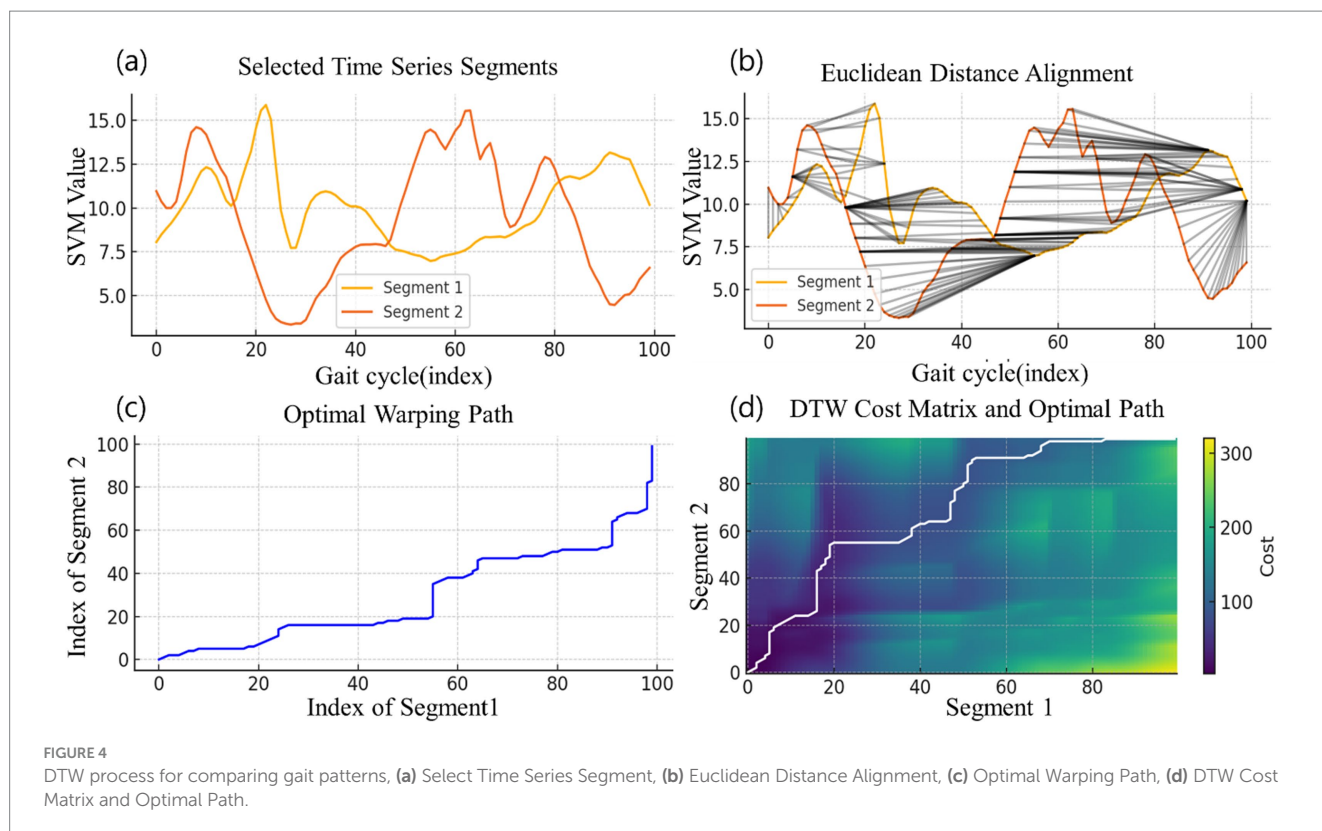 (a)
Selected Time Series Segments
SVM Value
15.0
12.5
10.0
7.5
5.0
Segment 1
Segment 2
0
20
40
60
80
100
Gait cycle(index)
(b)
Euclidean Distance Alignment
SVM Value
15.0
12.5
10.0
7.5
5.0
Segment 1
Segment 2
0
20
40
60
80
100
Gait cycle(index)
(c)
Optimal Warping Path
Index of Segment 2
100
80
60
40
20
0
0
20
40
60
80
100
Index of Segment1
(d)
DTW Cost Matrix and Optimal Path
Segment 2
80
60
40
20
0
0
20
40
60
80
Segment 1
300
200
100
Cost
FIGURE 4
DTW process for comparing gait patterns, (a) Select Time Series Segment, (b) Euclidean Distance Alignment, (c) Optimal Warping Path, (d) DTW Cost
Matrix and Optimal Path.